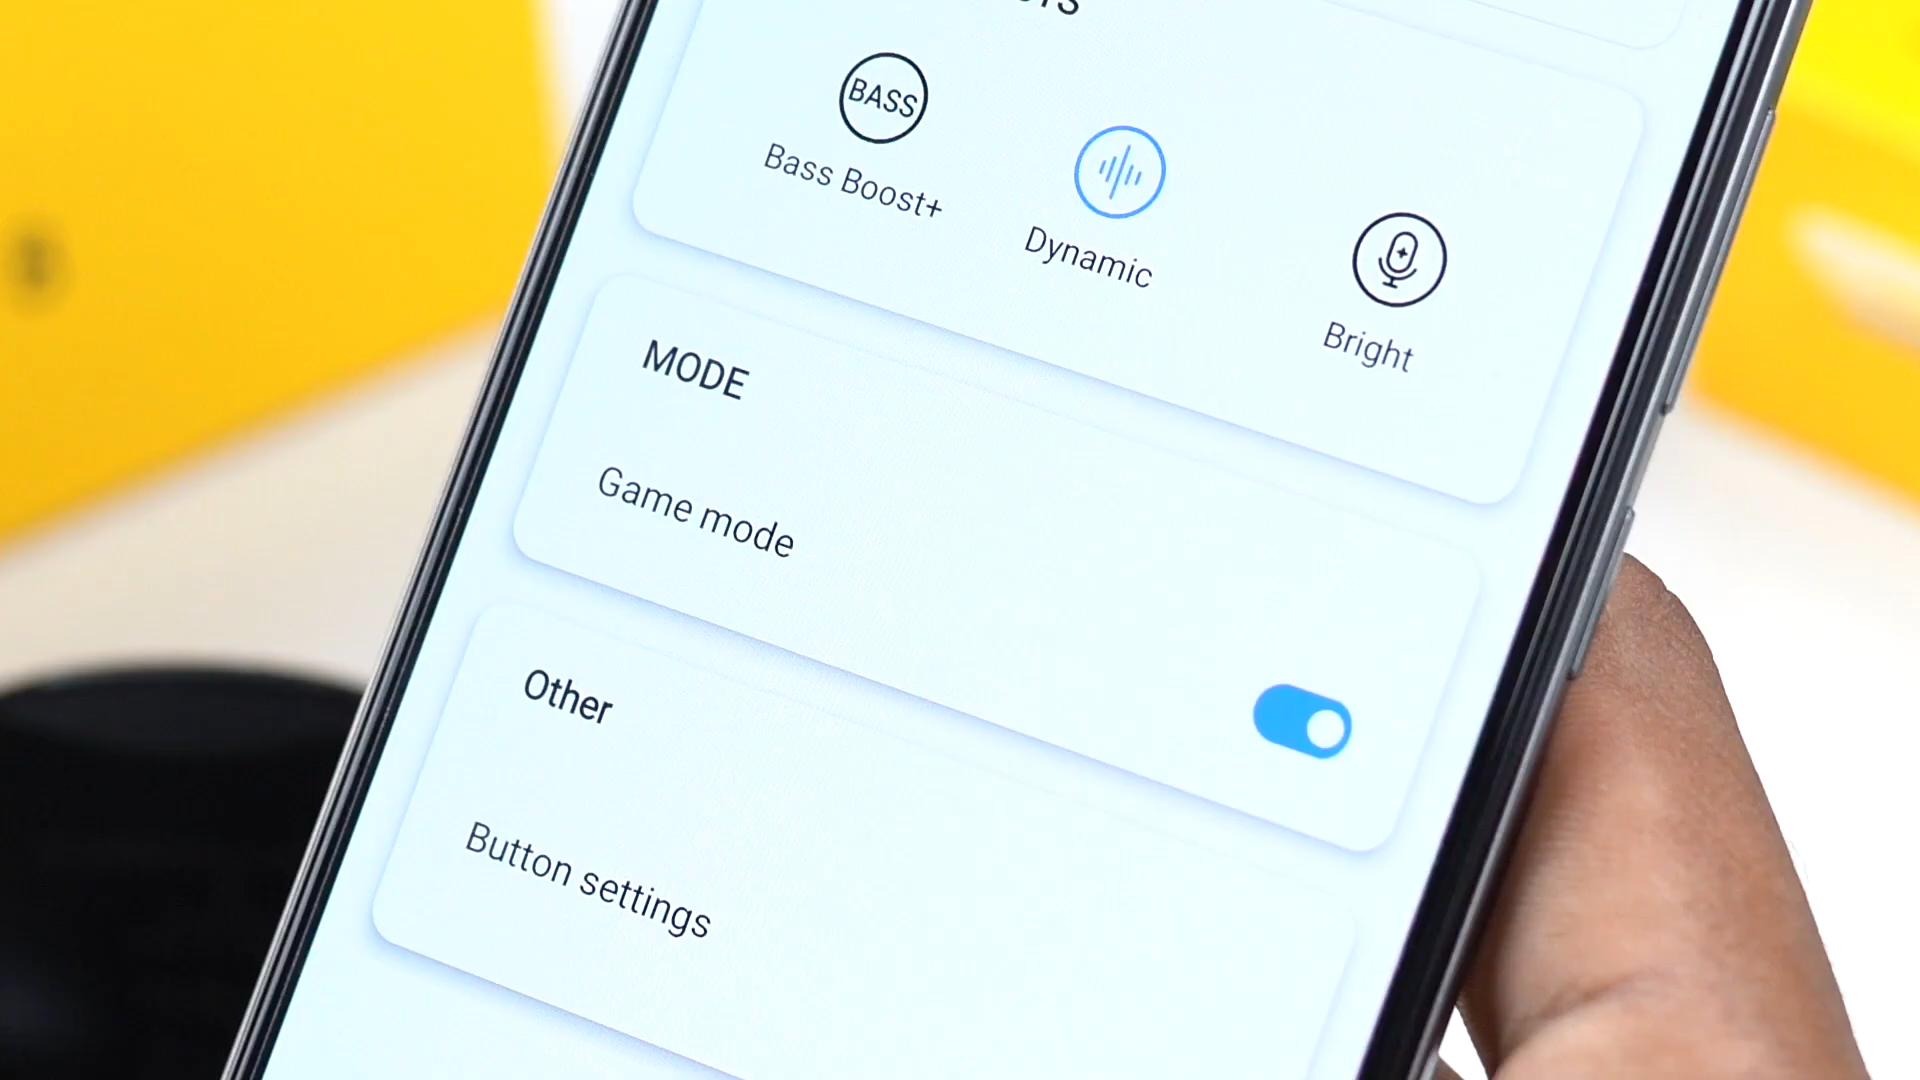 BASS
Bass Boost+
Dynamic
Bright
MODE
Game mode
Other
Button settings